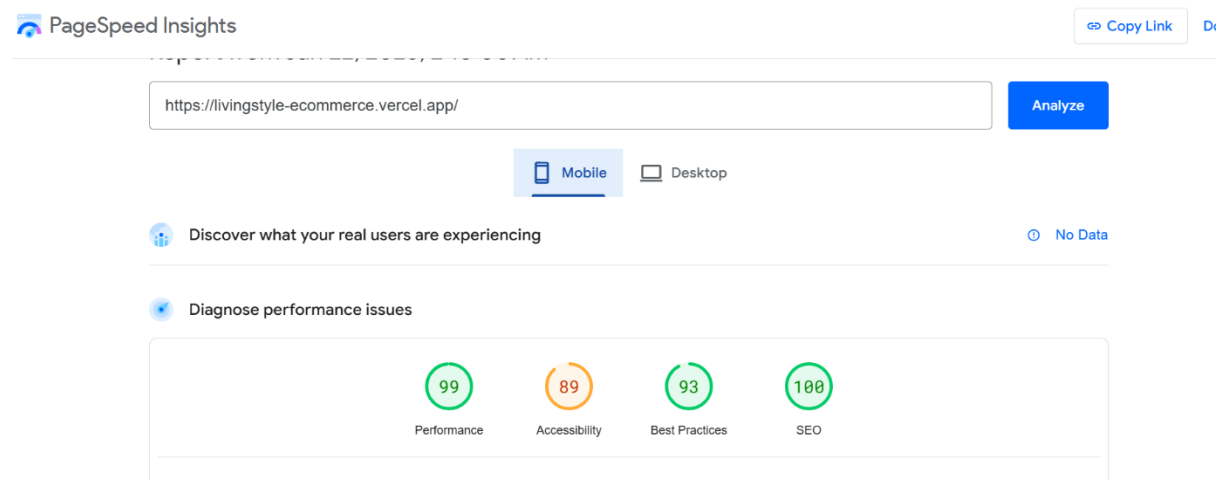 PageSpeed Insights
Copy Link
https://livingstyle-ecommerce.vercel.app/
Analyze
Mobile
Desktop
Discover what your real users are experiencing
No Data
Diagnose performance issues
99
89
93
100
Performance
Accessibility
Best Practices
SEO